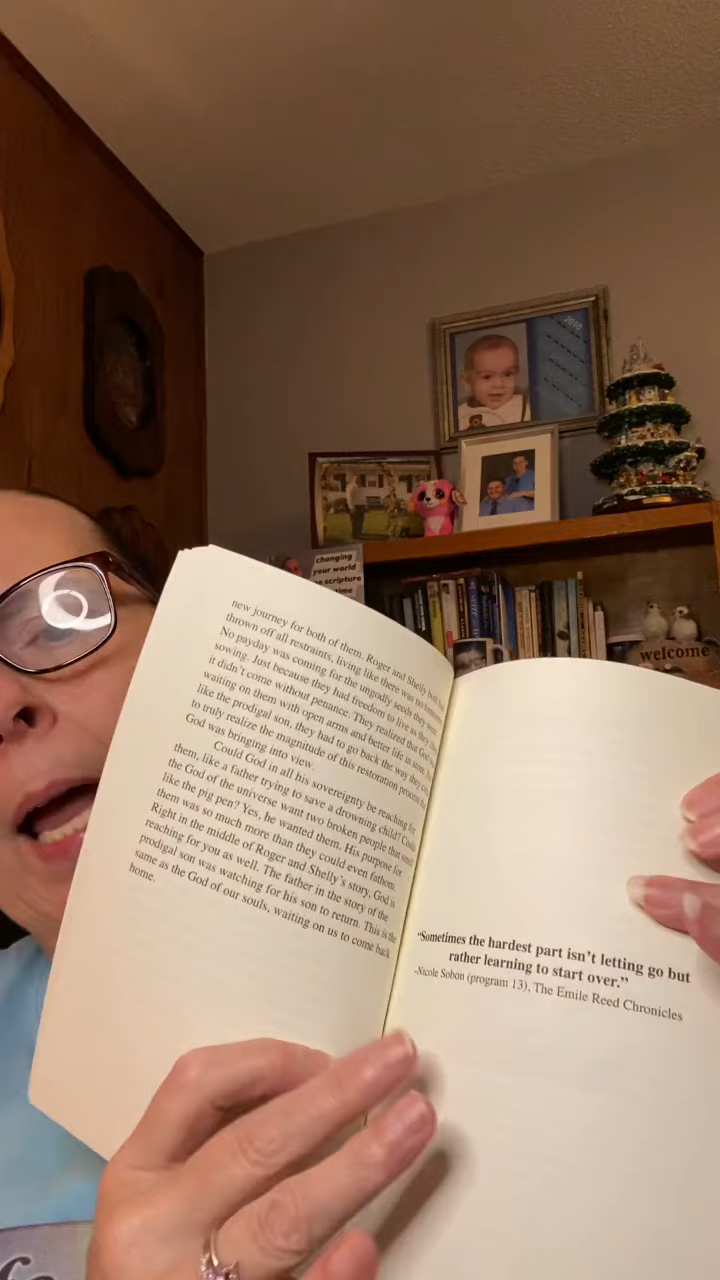 2010
changing
your world
scripture
time
welcome
new journey for both of them. Roger and Shelly both had
thrown off all restraints, living like there was no tomorrow.
No payday was coming for the ungodly seeds they were
sowing. Just because they had freedom to live as they
it didn't come without penance. They realized that God was
waiting on them with open arms and better life in store. Just
like the prodigal son, they had to go back the way they
to truly realize the magnitude of this restoration process the
God was bringing into view.
Could God in all his sovereignty be reaching for
them, like a father trying to save a drowning child? Could
the God of the universe want two broken people that smell
like the pig pen? Yes, he wanted them. His purpose for
them was so much more than they could even fathom.
Right in the middle of Roger and Shelly's story, God is
reaching for you as well. The father in the story of the
prodigal son was watching for his son to return. This is the
same as the God of our souls, waiting on us to come back
home.
"Sometimes the hardest part isn't letting go but
rather learning to start over."
-Nicole Sobon (program 13), The Emile Reed Chronicles